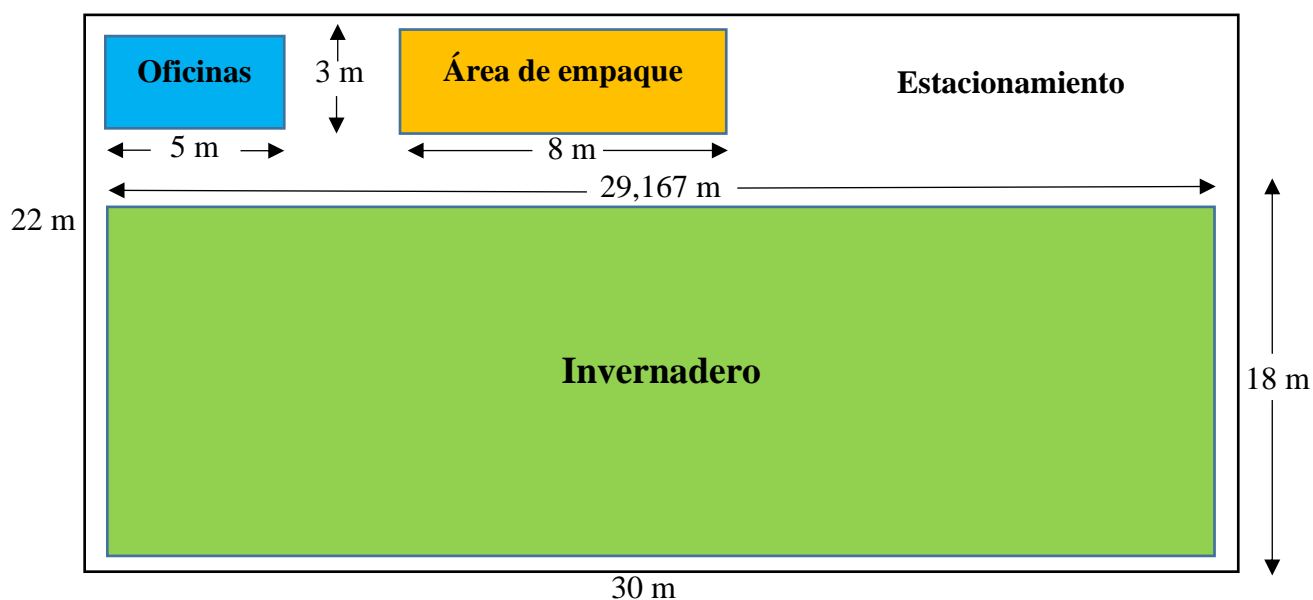 Oficinas
3 m
Área de empaque
Estacionamiento
5 m
8 m
29,167 m
22 m
Invernadero
18 m
30 m